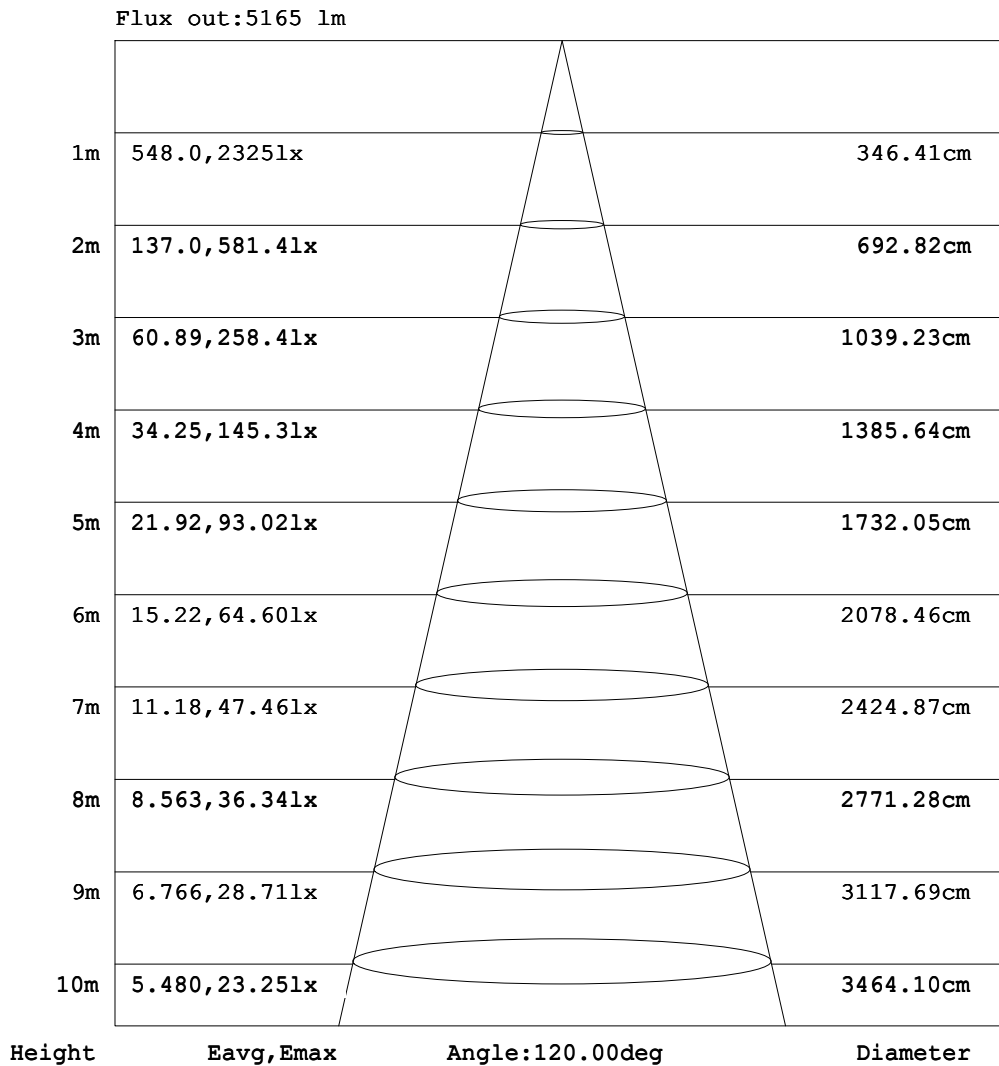 Flux out:5165 lm
1m 548.0,2325lx 346.41cm
2m 137.0,581.4lx 692.82cm
3m 60.89,258.4lx 1039.23cm
4m 34.25,145.3lx 1385.64cm
5m 21.92,93.02lx 1732.05cm
6m 15.22,64.60lx 2078.46cm
7m 11.18,47.46lx 2424.87cm
8m 8.563,36.34lx 2771.28cm
9m 6.766,28.71lx 3117.69cm
10m 5.480,23.25lx 3464.10cm
Height Eavg,Emax Angle:120.00deg Diameter